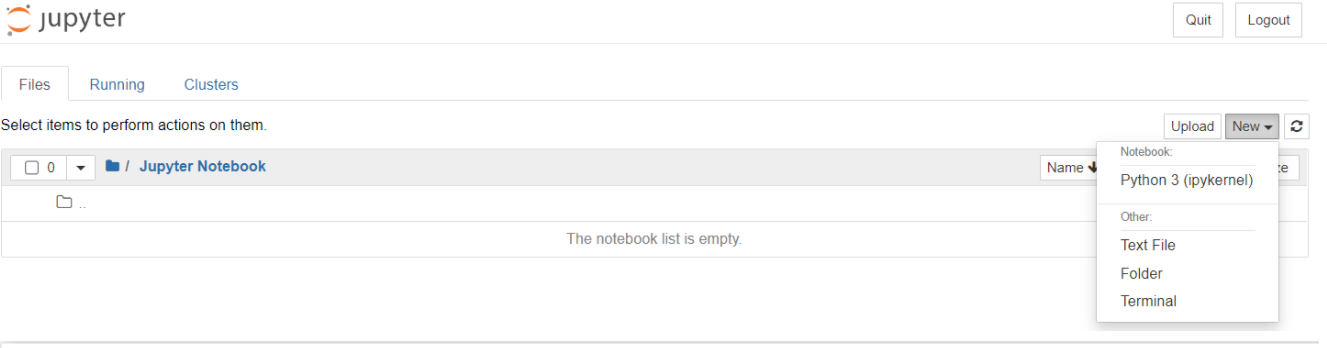 jupyter
Quit Logout
Files Running Clusters
Select items to perform actions on them.
Upload New
0 / Jupyter Notebook
Name
..
The notebook list is empty.
Notebook:
Python 3 (ipykernel)
Other:
Text File
Folder
Terminal